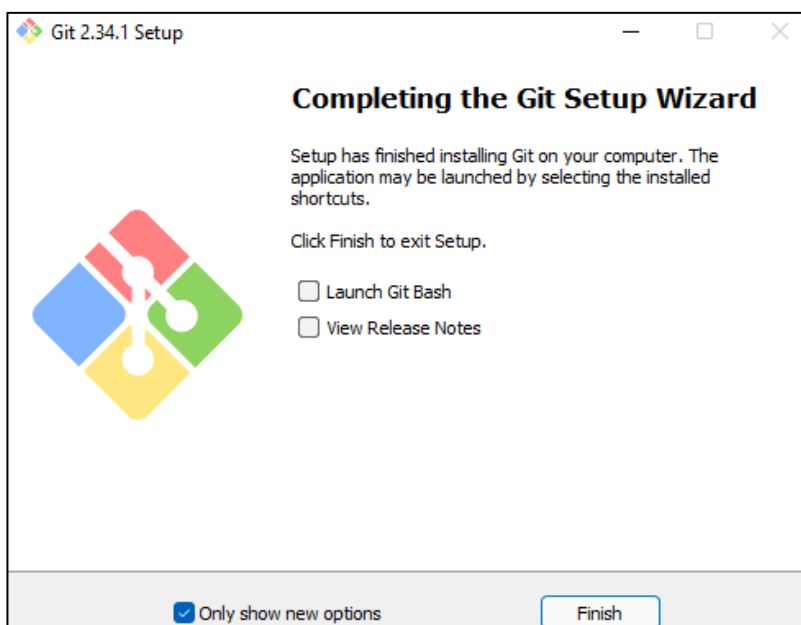 Git 2.34.1 Setup
Completing the Git Setup Wizard
Setup has finished installing Git on your computer. The
application may be launched by selecting the installed
shortcuts.
Click Finish to exit Setup.
Launch Git Bash
View Release Notes
Only show new options
Finish